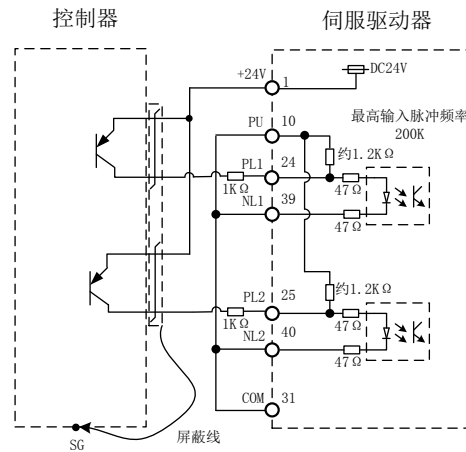 控制器
伺服驱动器
+24V
1
DC24V
最高输入脉冲频率
200K
PU
10
约1.2KΩ
PL1
24
1KΩ
47Ω
NL1
39
47Ω
约1.2KΩ
PL2
25
1KΩ
47Ω
NL2
40
47Ω
COM
31
屏蔽线
SG